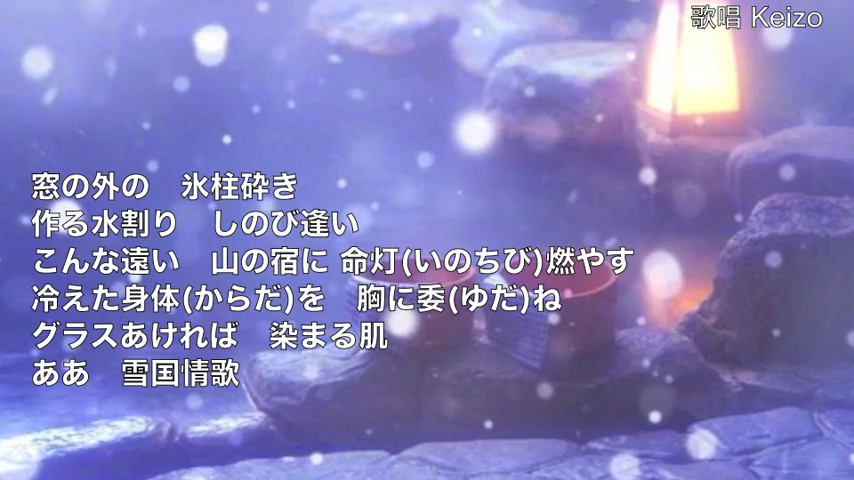 歌唱 Keizo
窓の外の　氷柱砕き
作る水割り　しのび逢い
こんな遠い　山の宿に 命灯(いのちび)燃やす
冷えた身体(からだ)を　胸に委(ゆだ)ね
グラスあければ　染まる肌
ああ　雪国情歌